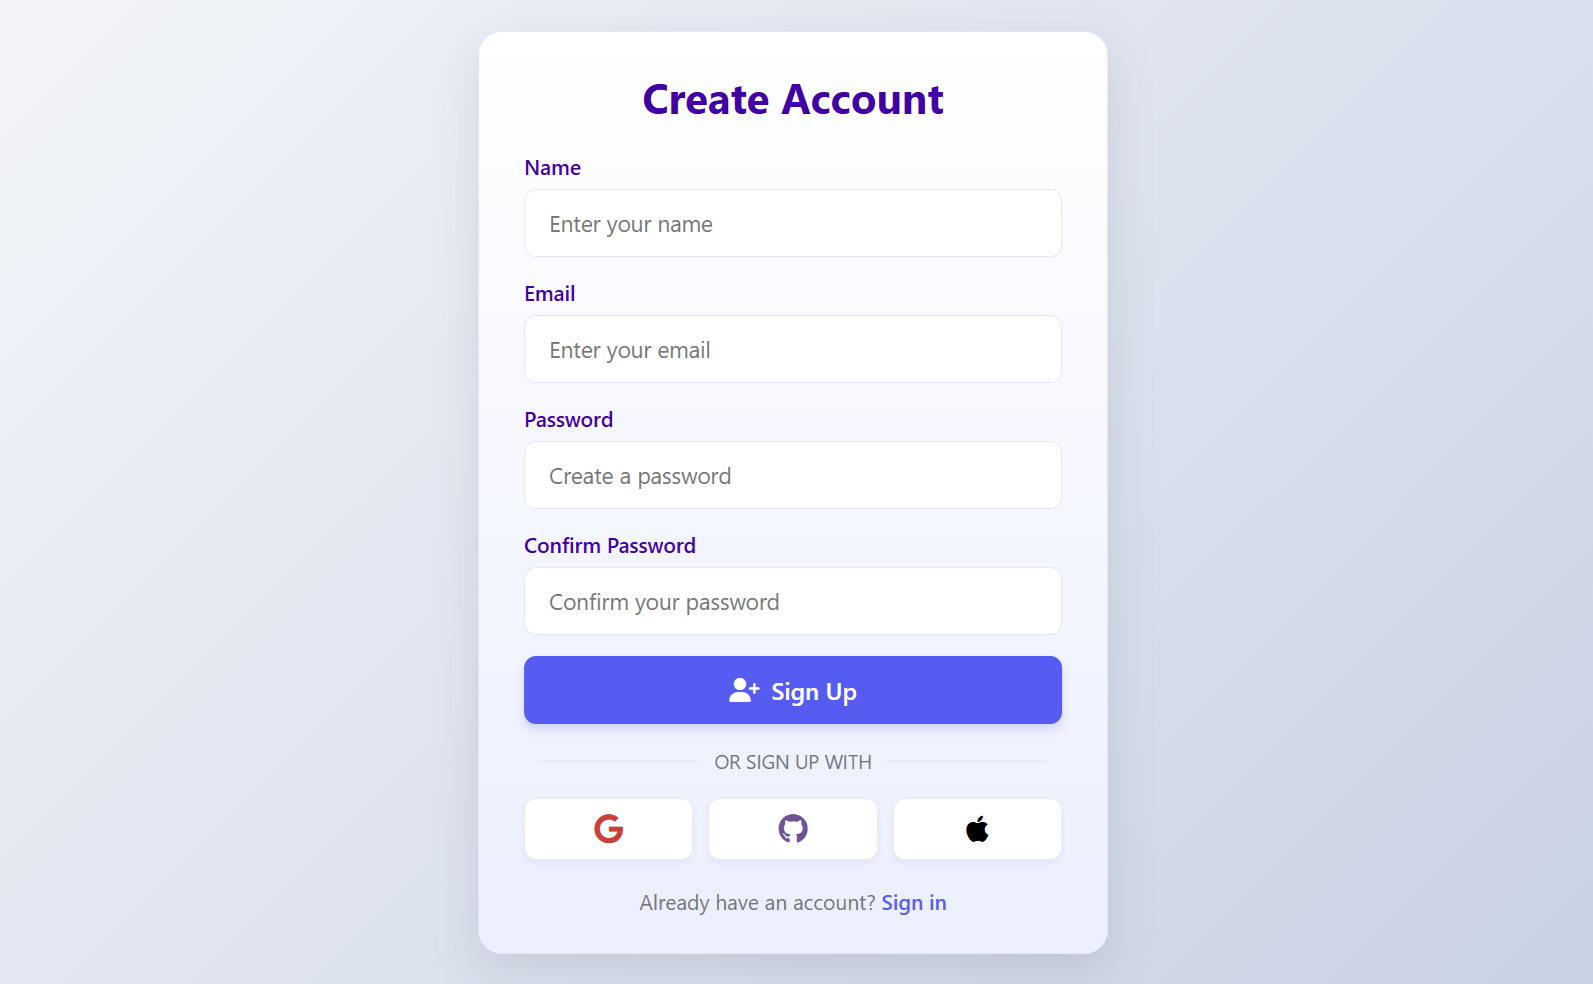 Create Account
Name
Enter your name
Email
Enter your email
Password
Create a password
Confirm Password
Confirm your password
Sign Up
OR SIGN UP WITH
Already have an account? Sign in